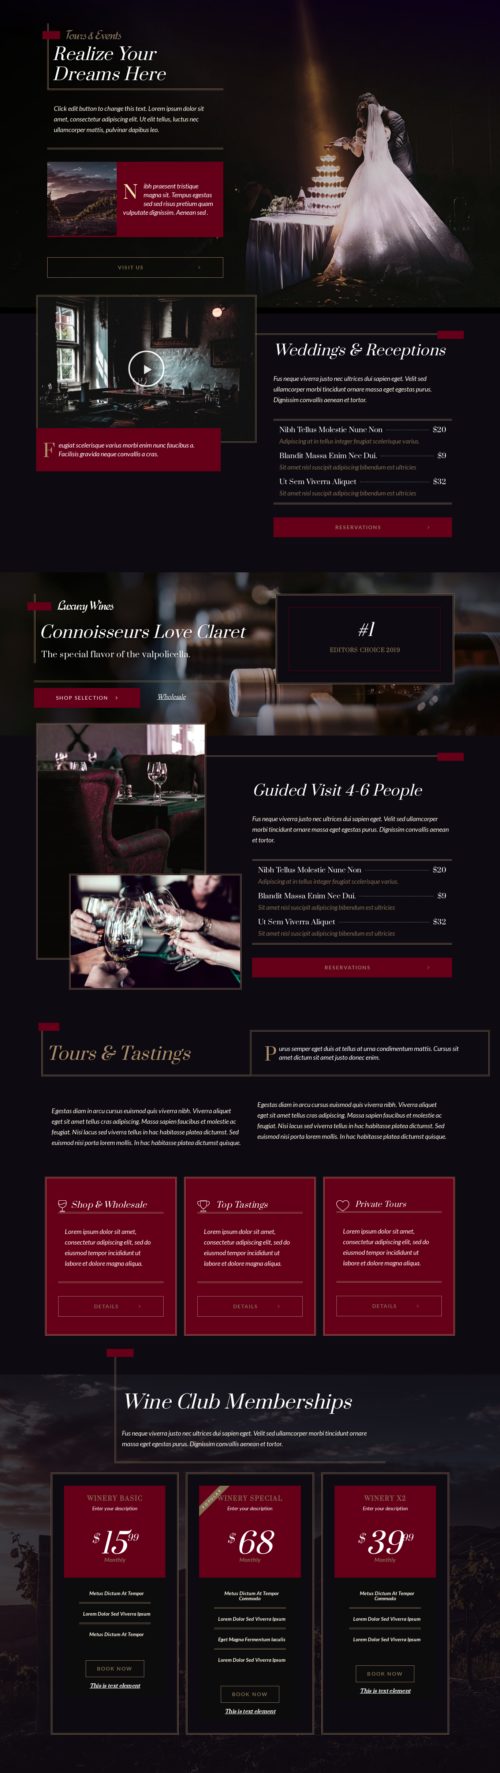 Tours & Events
Realize Your
Dreams Here
Click edit button to change this text. Lorem ipsum dolor sit
amet, consectetur adipiscing elit. Ut elit tellus, luctus nec
ullamcorper mattis, pulvinar dapibus leo.
N ibh praesent tristique
magna sit. Tempus egestas
sed sed risus pretium quam
vulputate dignissim. Aenean sed .
VISIT US >
Weddings & Receptions
Fus neque viverra justo nec ultrices dui sapien eget. Velit sed
ullamcorper morbi tincidunt ornare massa eget egestas purus.
Dignissim convallis aenean et tortor.
F eugiat scelerisque varius morbi enim nunc faucibus a.
Facilisis gravida neque convallis a cras.
Nibh Tellus Molestie Nunc Non $20
Adipiscing at in tellus integer feugiat scelerisque varius.
Blandit Massa Enim Nec Dui. $9
Sit amet nisl suscipit adipiscing bibendum est ultricies
Ut Sem Viverra Aliquet $32
Sit amet nisl suscipit adipiscing bibendum est ultricies
RESERVATIONS >
Luxury Wines
Connoisseurs Love Claret
The special flavor of the valpolicella.
SHOP SELECTION >
Wholesale
#1
EDITORS CHOICE 2019
Guided Visit 4-6 People
Fus neque viverra justo nec ultrices dui sapien eget. Velit sed ullamcorper
morbi tincidunt ornare massa eget egestas purus. Dignissim convallis aenean
et tortor.
Nibh Tellus Molestie Nunc Non $20
Adipiscing at in tellus integer feugiat scelerisque varius.
Blandit Massa Enim Nec Dui. $9
Sit amet nisl suscipit adipiscing bibendum est ultricies
Ut Sem Viverra Aliquet $32
Sit amet nisl suscipit adipiscing bibendum est ultricies
RESERVATIONS >
Tours & Tastings
P urus semper eget duis at tellus at urna condimentum mattis. Cursus sit
amet dictum sit amet justo donec enim.
Egestas diam in arcu cursus euismod quis viverra nibh. Viverra aliquet
eget sit amet tellus cras adipiscing. Massa sapien faucibus et molestie ac
feugiat. Nisi lacus sed viverra tellus in hac habitasse platea dictumst. Sed
euismod nisi porta lorem mollis. In hac habitasse platea dictumst quisque.
Egestas diam in arcu cursus euismod quis viverra nibh. Viverra aliquet
eget sit amet tellus cras adipiscing. Massa sapien faucibus et molestie ac
feugiat. Nisi lacus sed viverra tellus in hac habitasse platea dictumst. Sed
euismod nisi porta lorem mollis. In hac habitasse platea dictumst quisque.
Shop & Wholesale
Lorem ipsum dolor sit amet,
consectetur adipiscing elit, sed do
eiusmod tempor incididunt ut
labore et dolore magna aliqua.
DETAILS >
Top Tastings
Lorem ipsum dolor sit amet,
consectetur adipiscing elit, sed do
eiusmod tempor incididunt ut
labore et dolore magna aliqua.
DETAILS >
Private Tours
Lorem ipsum dolor sit amet,
consectetur adipiscing elit, sed do
eiusmod tempor incididunt ut
labore et dolore magna aliqua.
DETAILS >
Wine Club Memberships
Fus neque viverra justo nec ultrices dui sapien eget. Velit sed ullamcorper morbi tincidunt ornare
massa eget egestas purus. Dignissim convallis aenean et tortor.
WINERY BASIC
Enter your description
$15.99
Monthly
Metus Dictum At Tempor
Lorem Dolor Sed Viverra Ipsum
Metus Dictum At Tempor
BOOK NOW
This is text element
WINERY SPECIAL
Enter your description
$68
Monthly
Metus Dictum At Tempor
Commodo
Lorem Dolor Sed Viverra Ipsum
Eget Magna Fermentum Iaculis
Lorem Dolor Sed Viverra Ipsum
BOOK NOW
This is text element
WINERY X2
Enter your description
$39.99
Monthly
Metus Dictum At Tempor
Commodo
Lorem Dolor Sed Viverra Ipsum
Lorem Dolor Sed Viverra Ipsum
BOOK NOW
This is text element